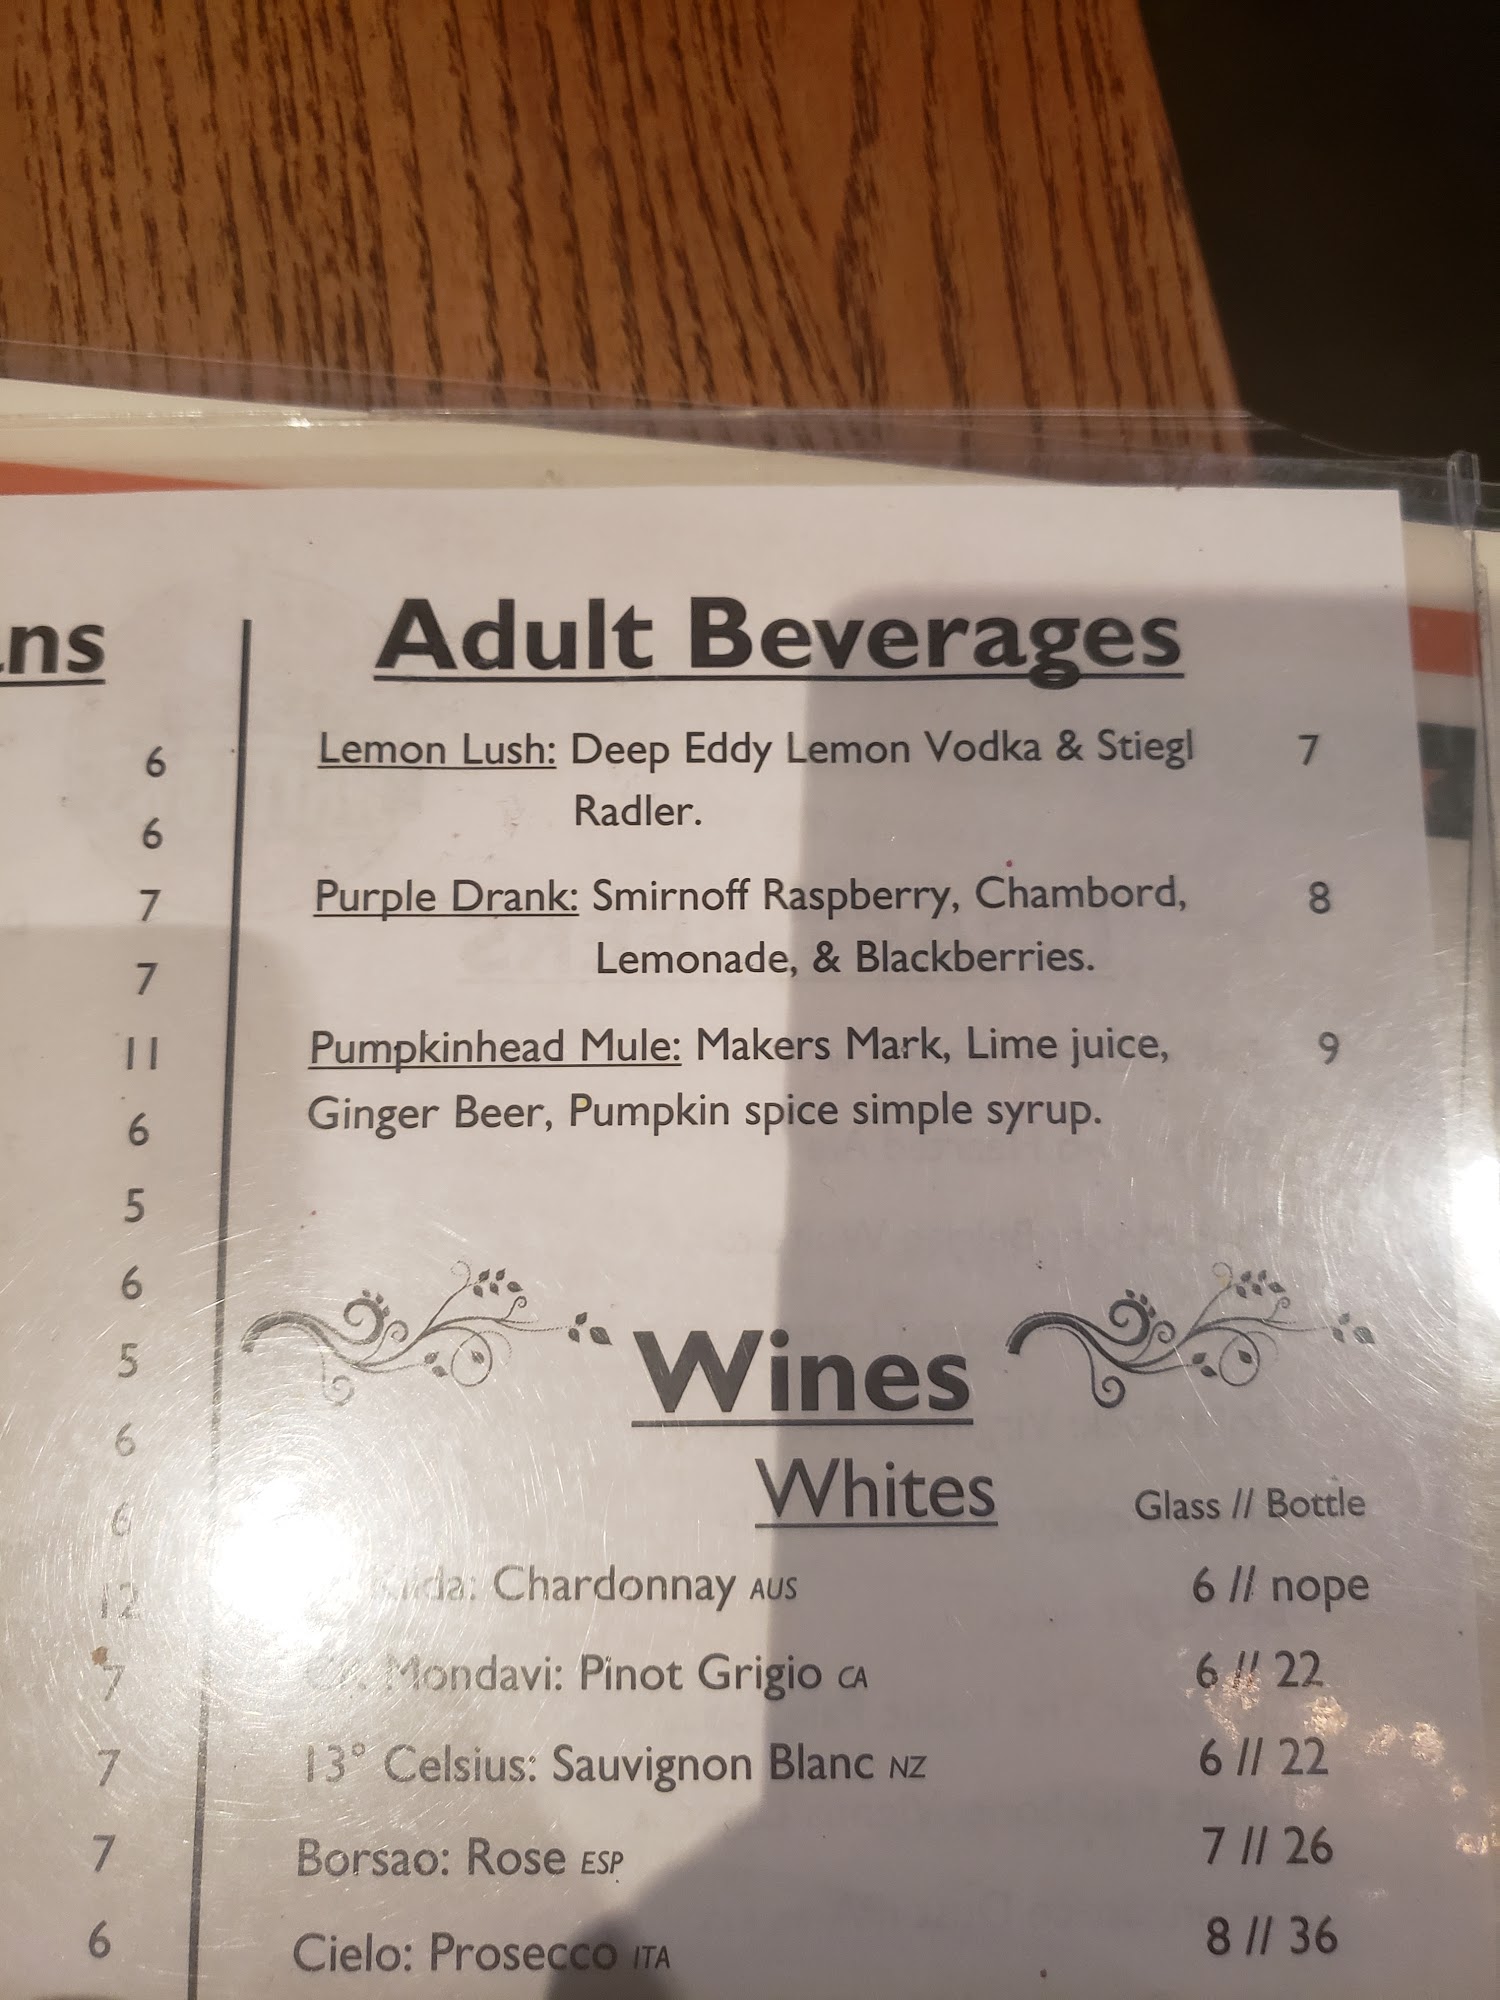 ns
6
6
7
7
11
6
5
6
5
6
6
12
7
7
7
6
Adult Beverages
Lemon Lush: Deep Eddy Lemon Vodka & Stiegl 7
Radler.
Purple Drank: Smirnoff Raspberry, Chambord, 8
Lemonade, & Blackberries.
Pumpkinhead Mule: Makers Mark, Lime juice, 9
Ginger Beer, Pumpkin spice simple syrup.
Wines
Whites
Glass // Bottle
Chardonnay AUS 6 // nope
Mondavi: Pinot Grigio CA 6 // 22
13° Celsius: Sauvignon Blanc NZ 6 // 22
Borsao: Rose ESP 7 // 26
Cielo: Prosecco ITA 8 // 36